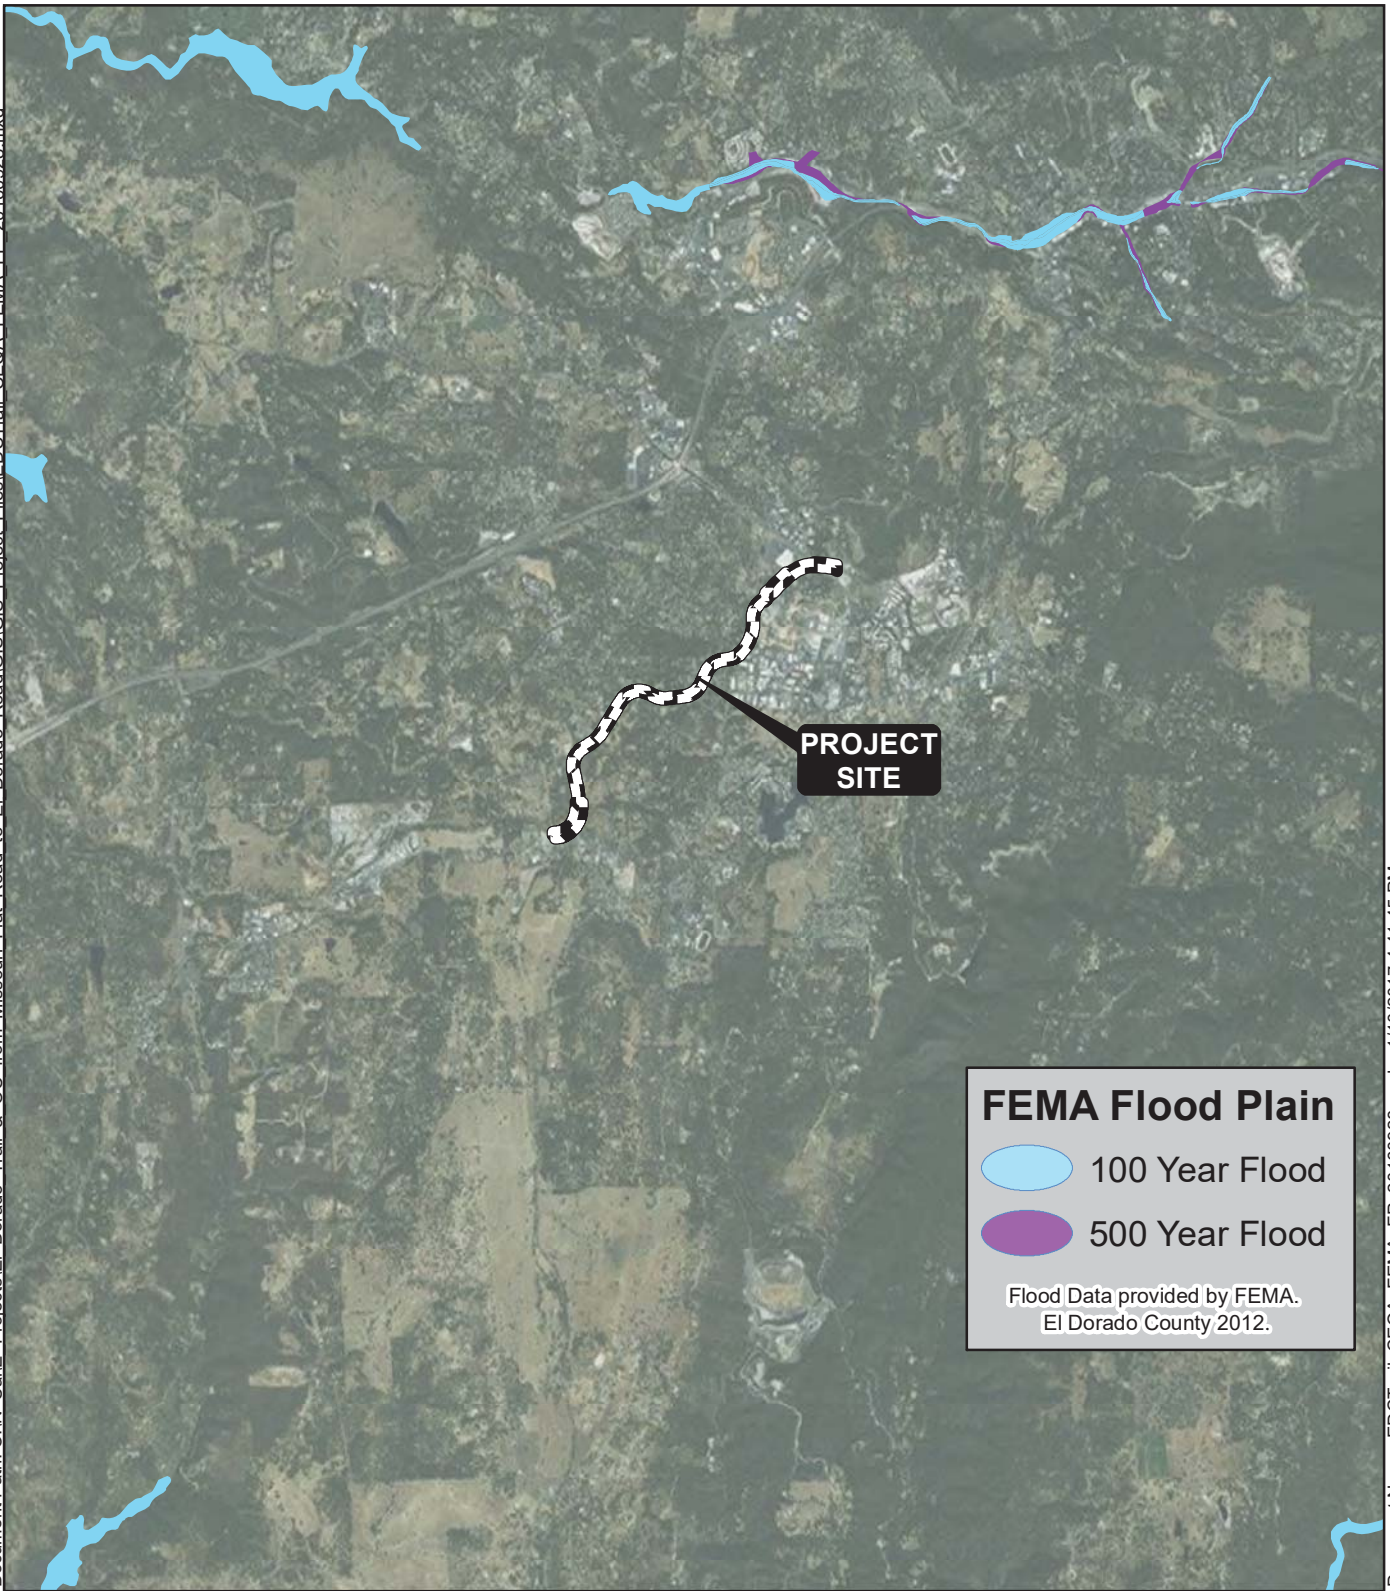 PROJECT
SITE
FEMA Flood Plain
100 Year Flood
500 Year Flood
Flood Data provided by FEMA.
El Dorado County 2012.